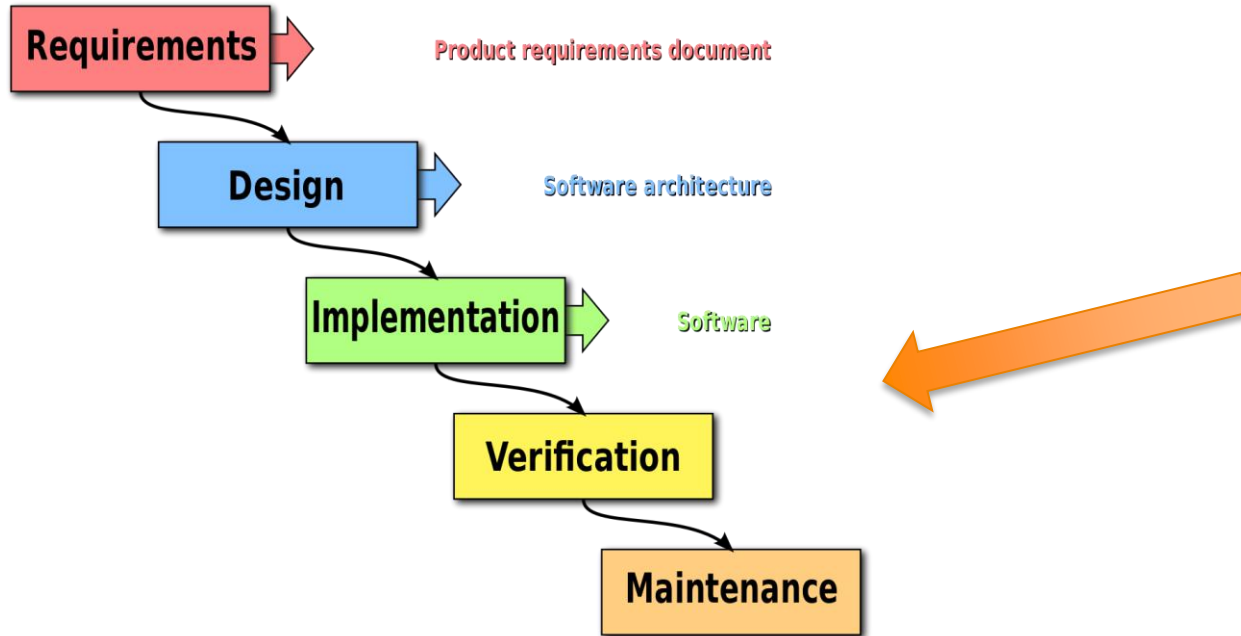 Requirements
Product requirements document
Design
Software architecture
Implementation
Software
Verification
Maintenance